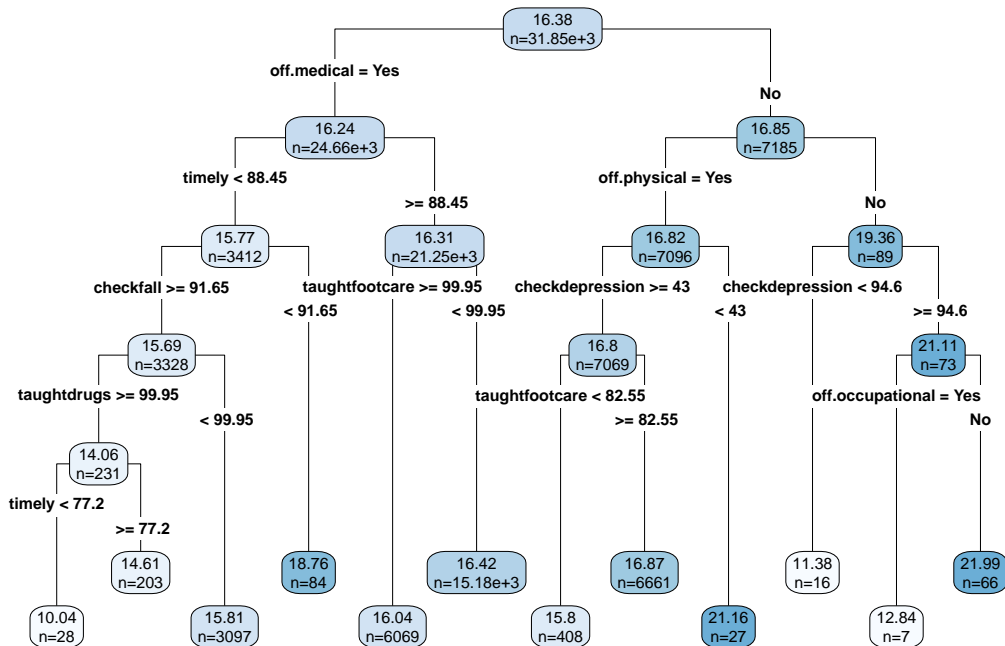 16.38
n=31.85e+3
off.medical = Yes
No
16.24
n=24.66e+3
16.85
n=7185
timely < 88.45
>= 88.45
off.physical = Yes
No
15.77
n=3412
16.31
n=21.25e+3
16.82
n=7096
19.36
n=89
checkfall >= 91.65
< 91.65
taughtfootcare >= 99.95
< 99.95
checkdepression >= 43
< 43
checkdepression < 94.6
>= 94.6
15.69
n=3328
16.8
n=7069
21.11
n=73
taughtdrugs >= 99.95
< 99.95
taughtfootcare < 82.55
>= 82.55
off.occupational = Yes
No
14.06
n=231
timely < 77.2
>= 77.2
14.61
n=203
18.76
n=84
16.42
n=15.18e+3
16.87
n=6661
11.38
n=16
21.99
n=66
10.04
n=28
15.81
n=3097
16.04
n=6069
15.8
n=408
21.16
n=27
12.84
n=7